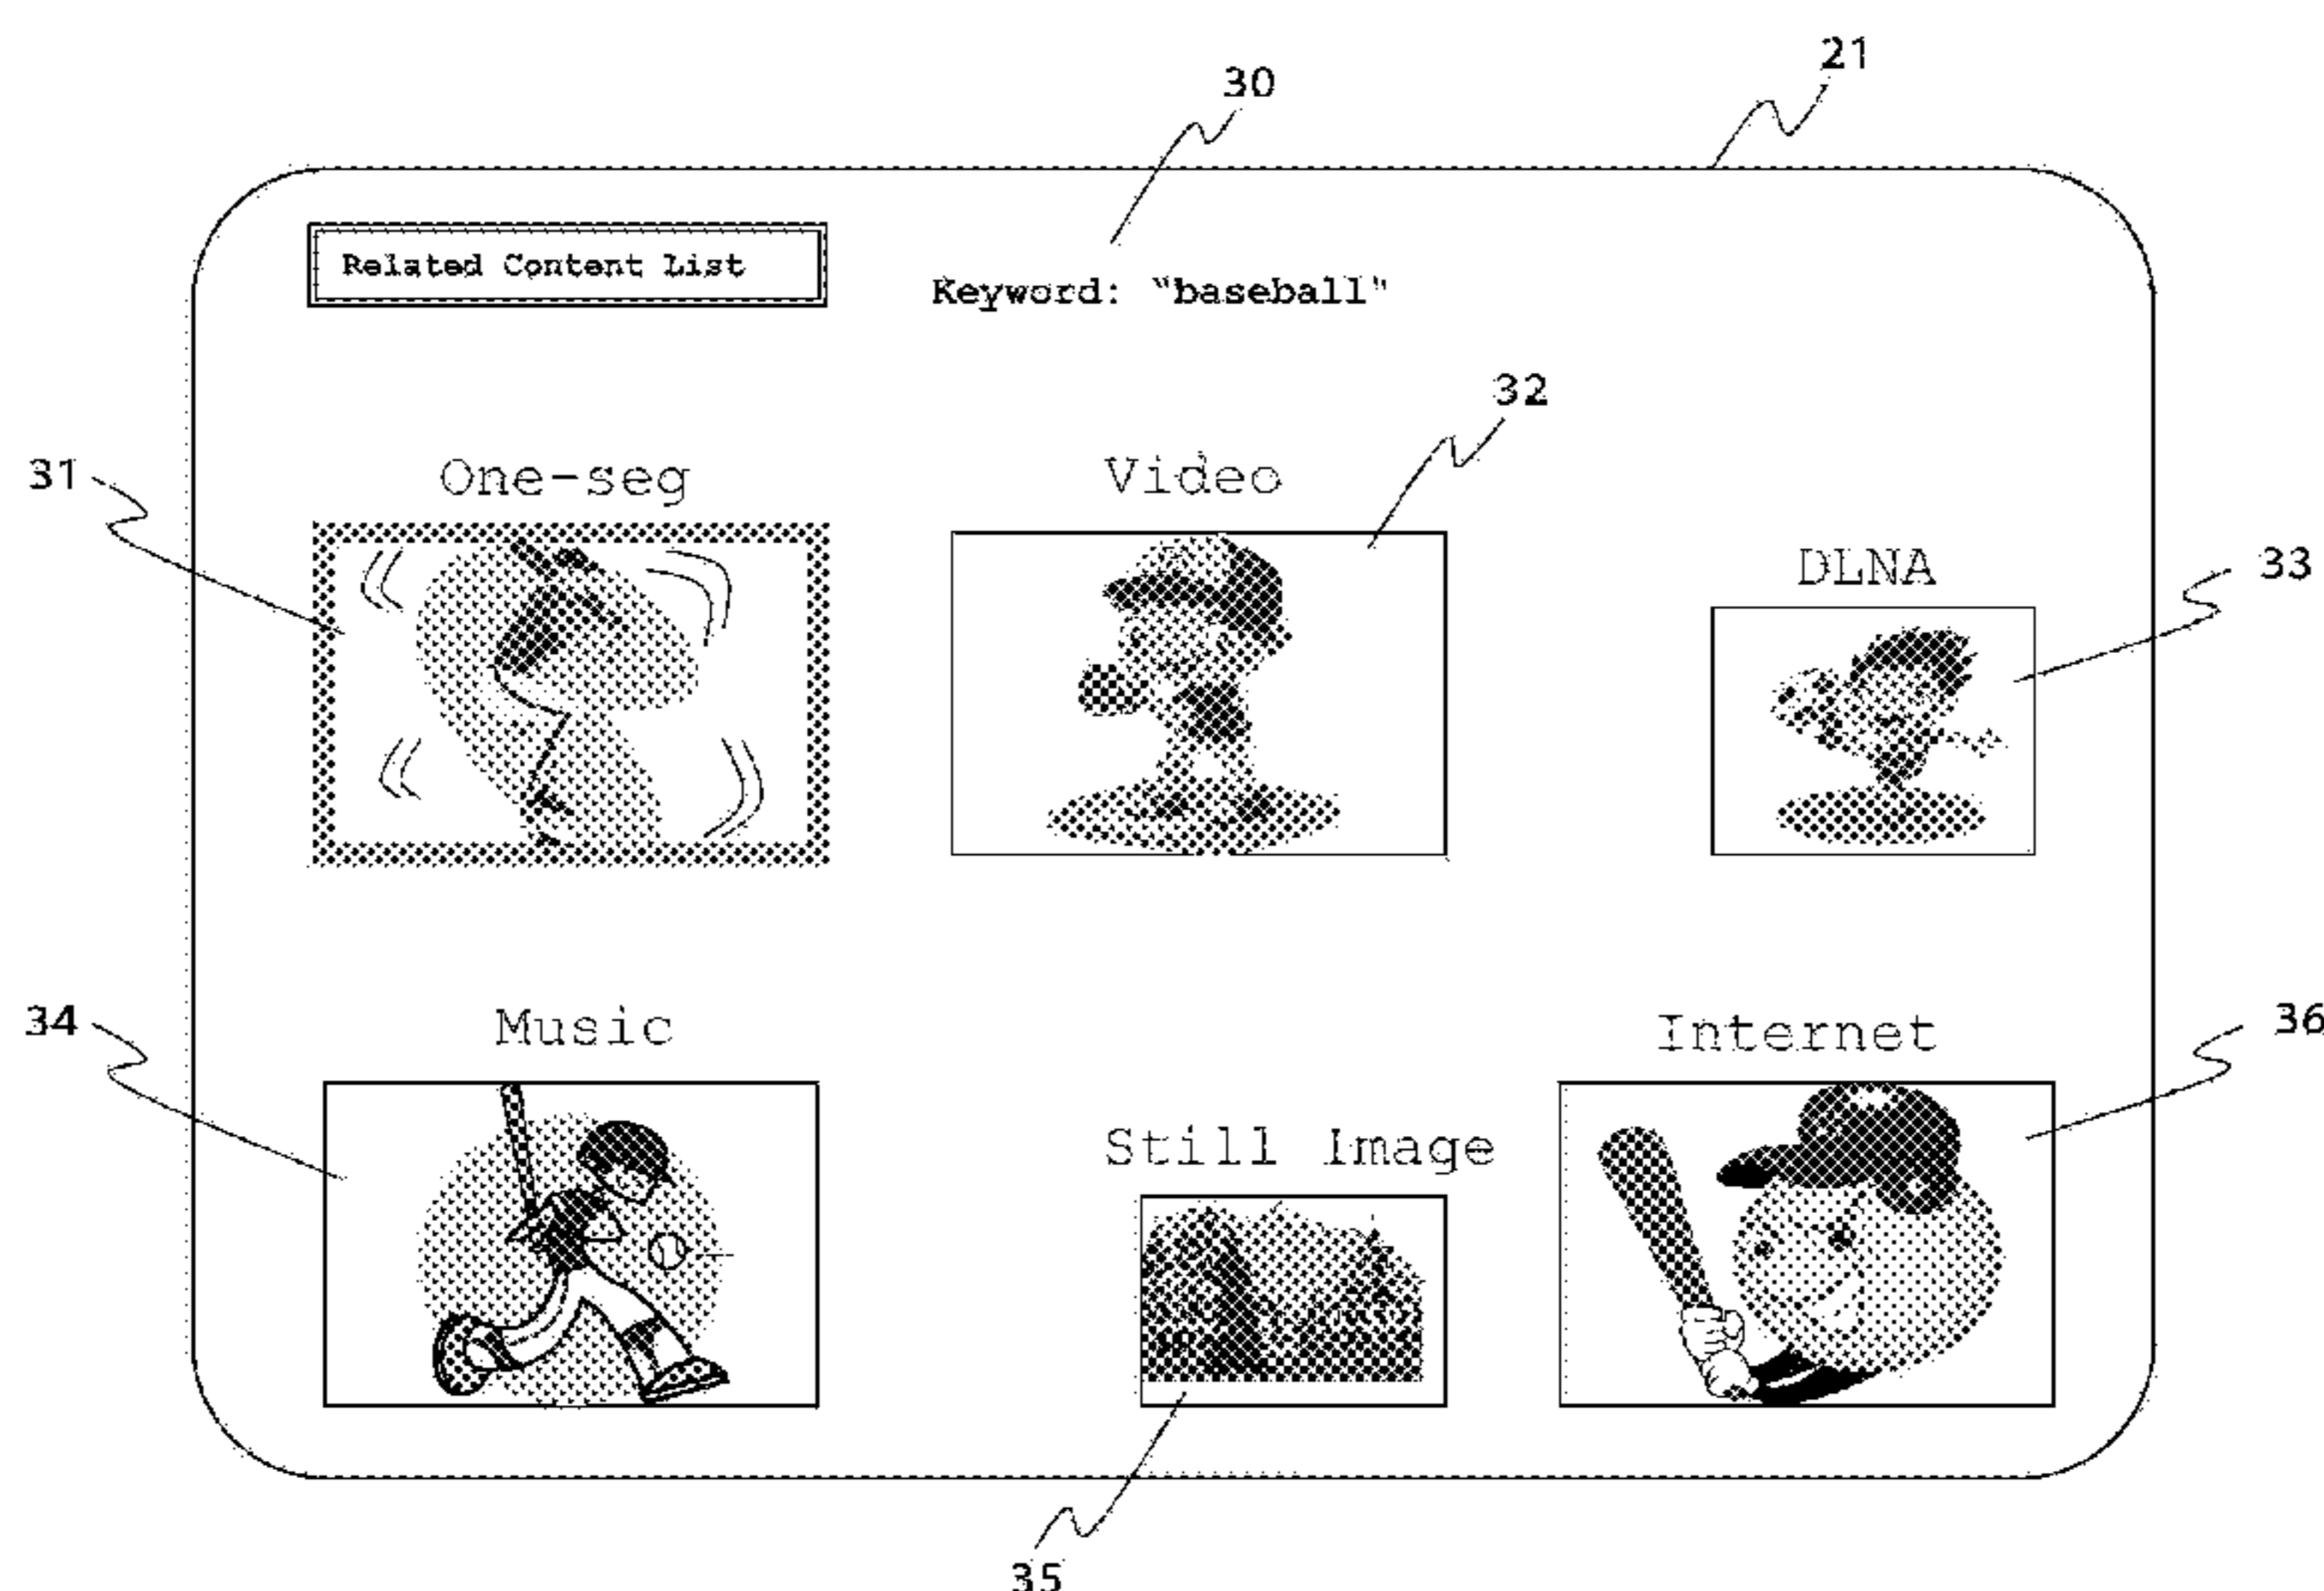 21
30
Related Content List
Keyword: "baseball"
32
31
One-seg
Video
DLNA
33
34
Music
Internet
36
Still Image
35